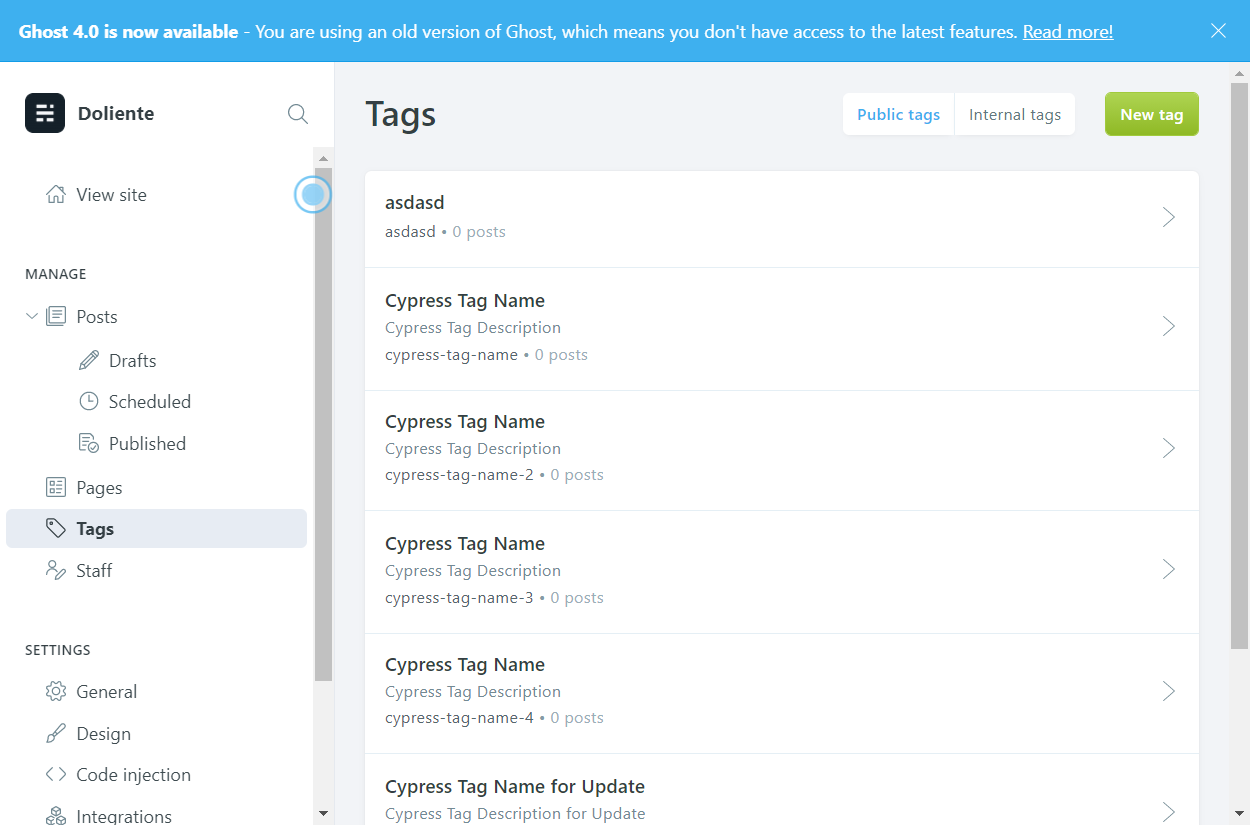 Ghost 4.0 is now available - You are using an old version of Ghost, which means you don't have access to the latest features. Read more!
Doliente
View site
MANAGE
Posts
Drafts
Scheduled
Published
Pages
Tags
Staff
SETTINGS
General
Design
Code injection
Integrations
Tags
Public tags
Internal tags
New tag
asdasd
asdasd • 0 posts
Cypress Tag Name
Cypress Tag Description
cypress-tag-name • 0 posts
Cypress Tag Name
Cypress Tag Description
cypress-tag-name-2 • 0 posts
Cypress Tag Name
Cypress Tag Description
cypress-tag-name-3 • 0 posts
Cypress Tag Name
Cypress Tag Description
cypress-tag-name-4 • 0 posts
Cypress Tag Name for Update
Cypress Tag Description for Update